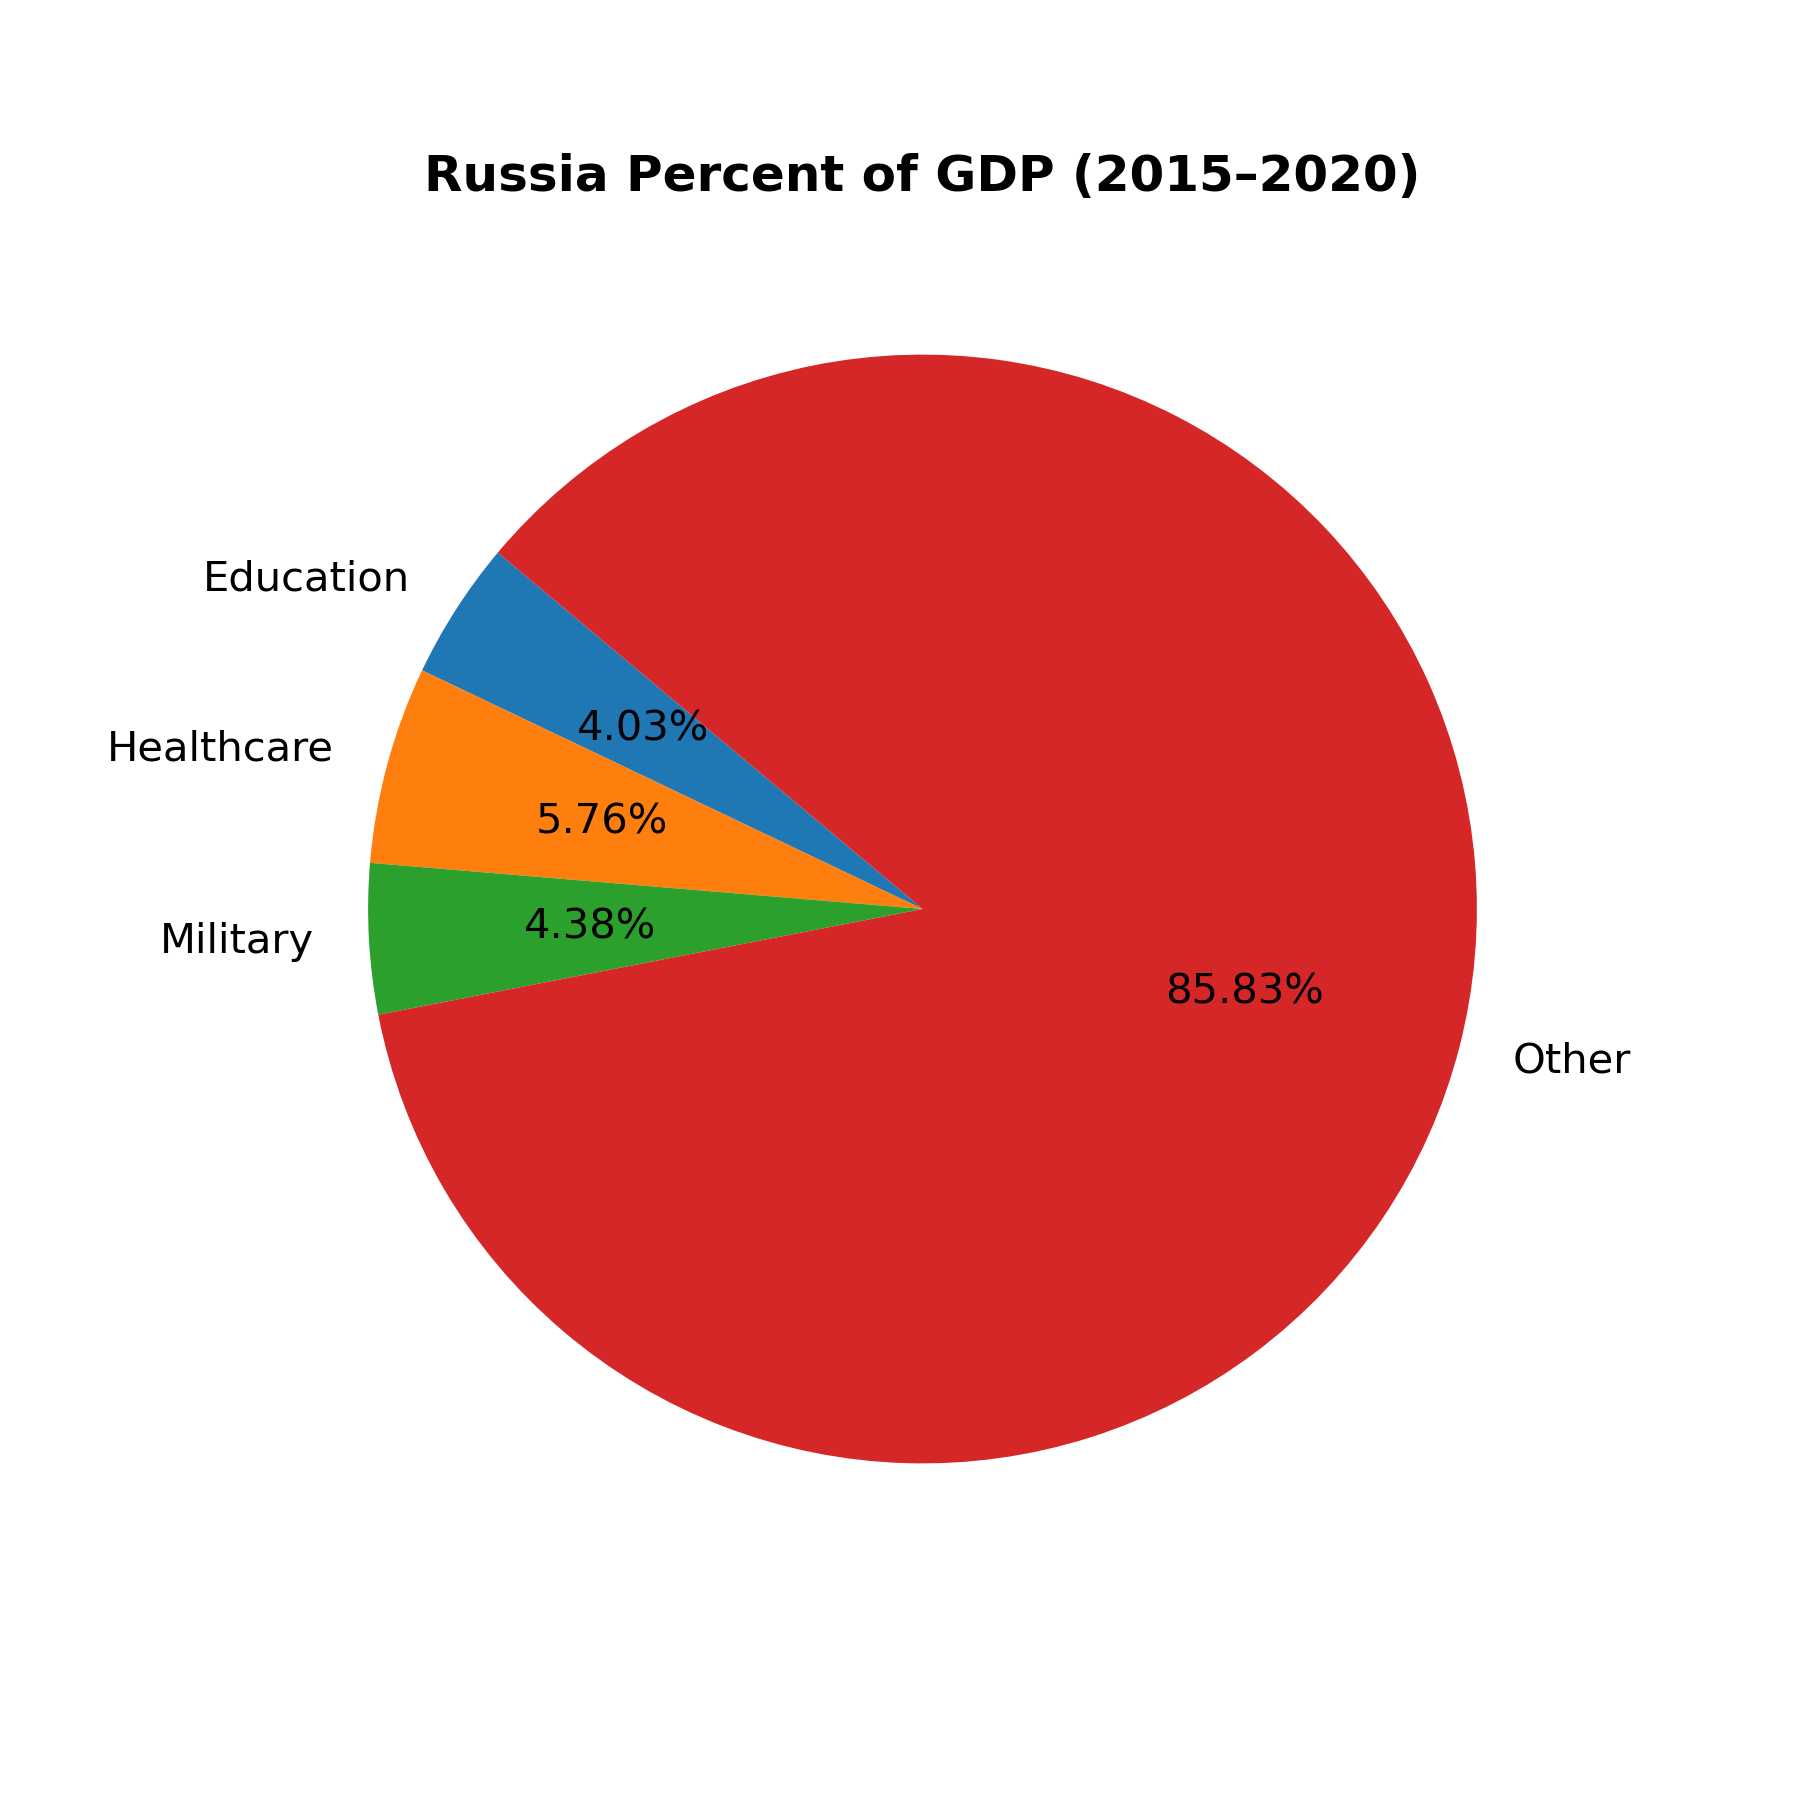 Russia Percent of GDP (2015–2020)
Education
4.03%
Healthcare
5.76%
Military
4.38%
85.83%
Other